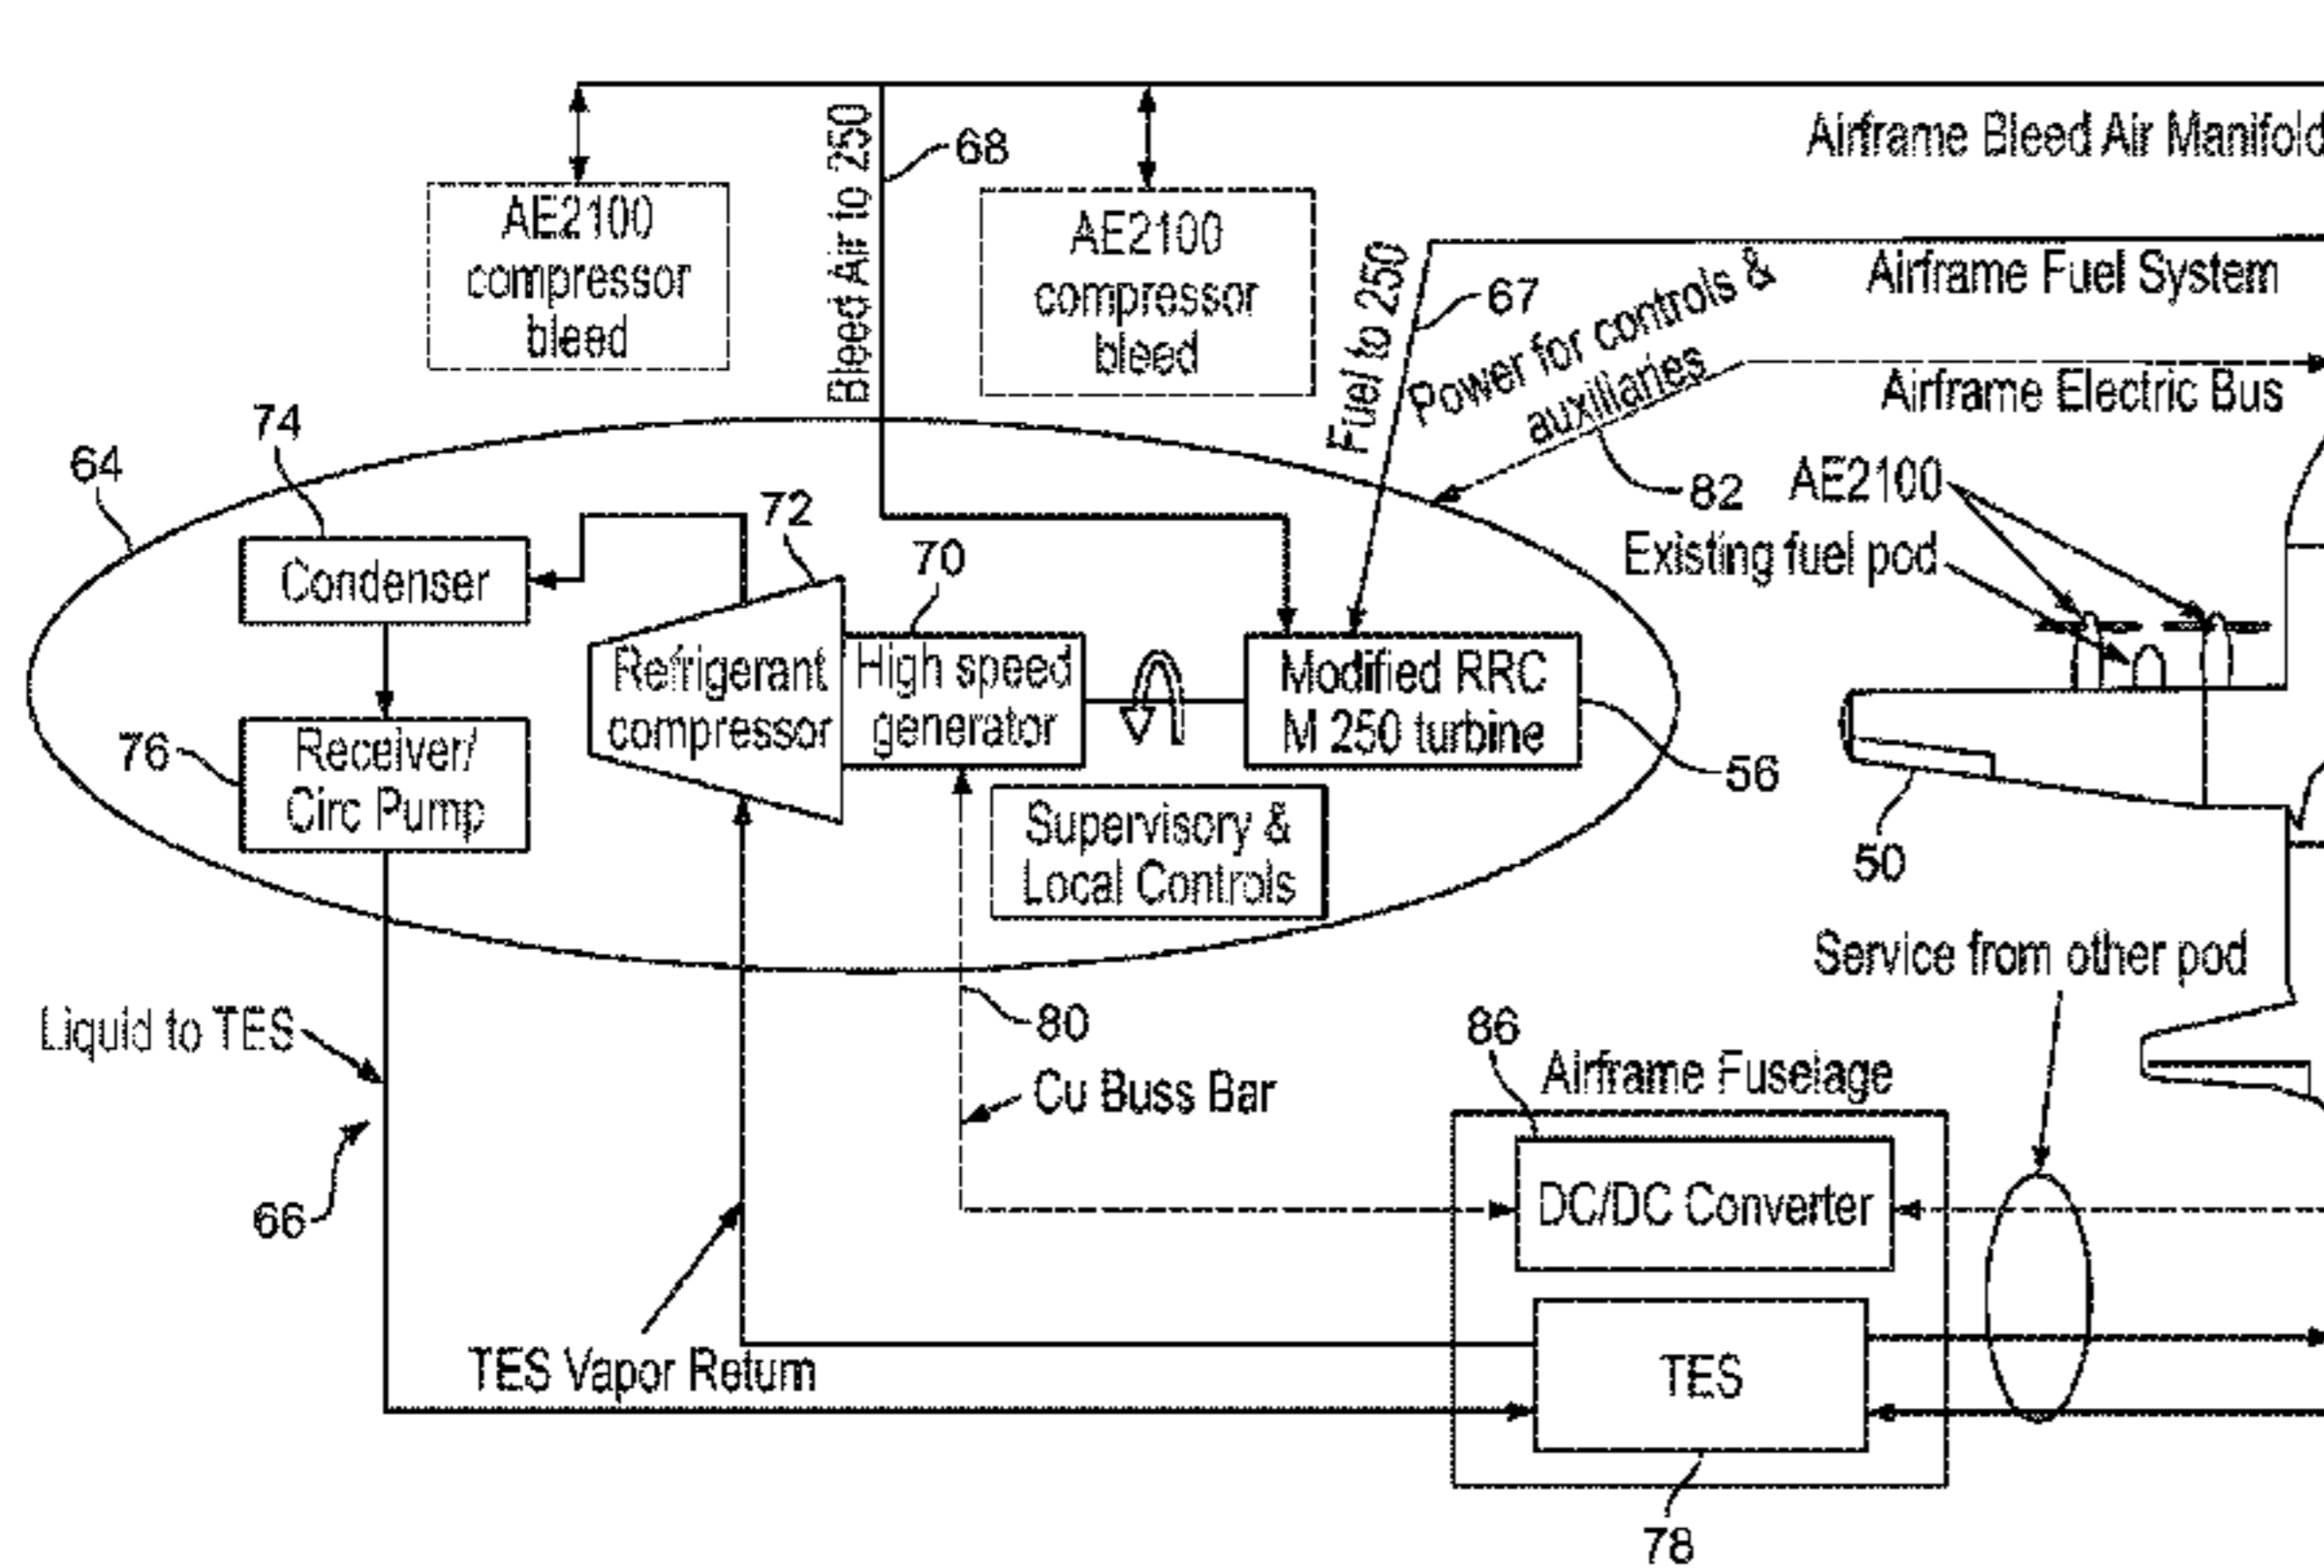 Airframe Bleed Air Manifold
Bleed Air to 250
68
AE2100
compressor
bleed
AE2100
compressor
bleed
Fuel to 250
67
Airframe Fuel System
Power for controls &
auxiliaries
Airframe Electric Bus
82
AE2100
Existing fuel pod
74
64
72
70
Condenser
Refrigerant
compressor
High speed
generator
Modified RRC
M 250 turbine
56
76
Receiver/
Circ Pump
Supervisory &
Local Controls
50
Service from other pod
Liquid to TES
80
86
Airframe Fuselage
Cu Buss Bar
66
DC/DC Converter
TES Vapor Return
TES
78